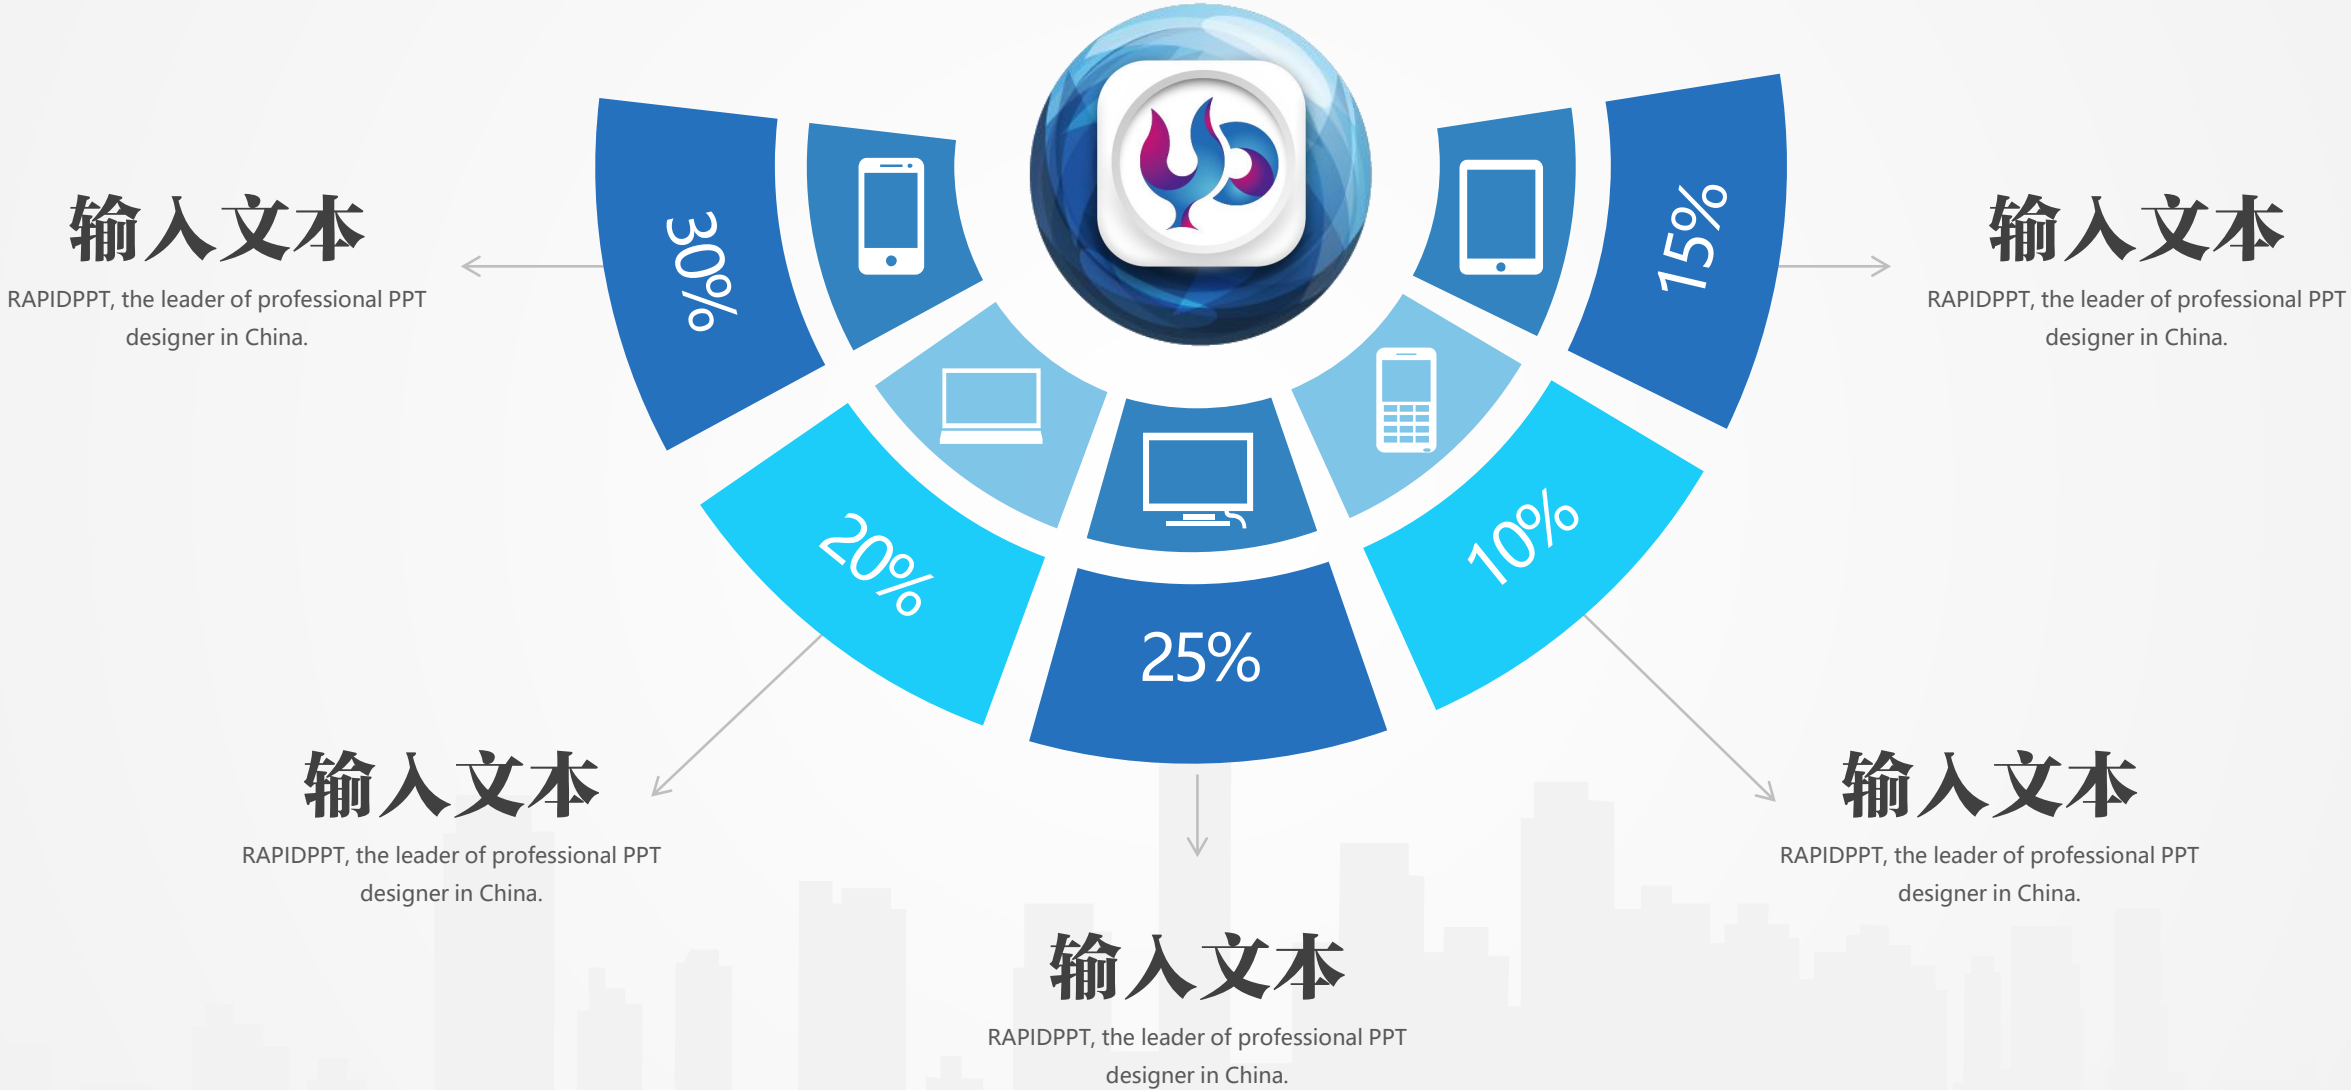 30%
20%
25%
10%
15%
输入文本
RAPIDPPT, the leader of professional PPT
designer in China.
输入文本
RAPIDPPT, the leader of professional PPT
designer in China.
输入文本
RAPIDPPT, the leader of professional PPT
designer in China.
输入文本
RAPIDPPT, the leader of professional PPT
designer in China.
输入文本
RAPIDPPT, the leader of professional PPT
designer in China.